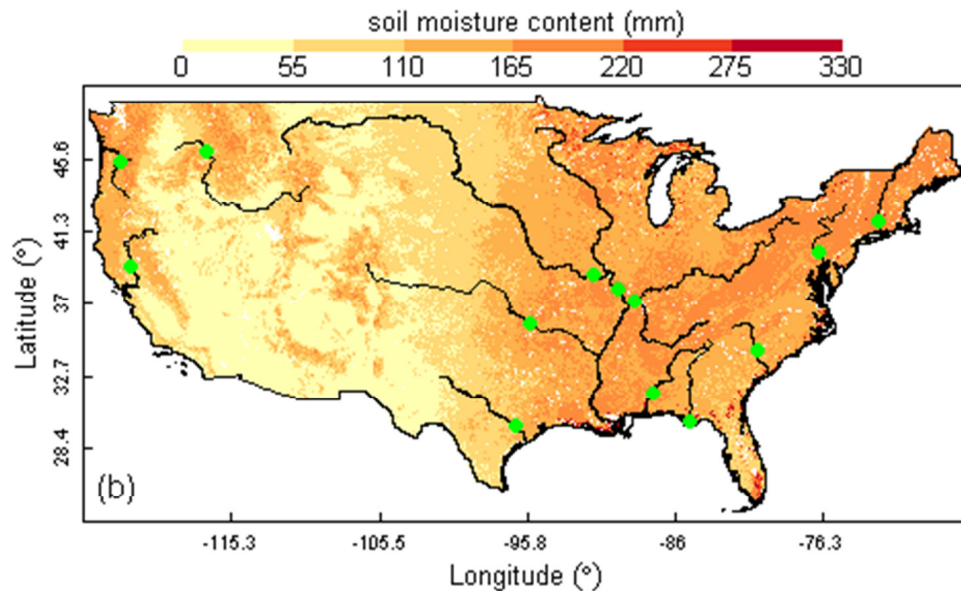 soil moisture content (mm)
0 55 110 165 220 275 330
Latitude (°)
46.6
41.3
37
32.7
28.4
(b)
-115.3 -105.5 -95.8 -86 -76.3
Longitude (°)